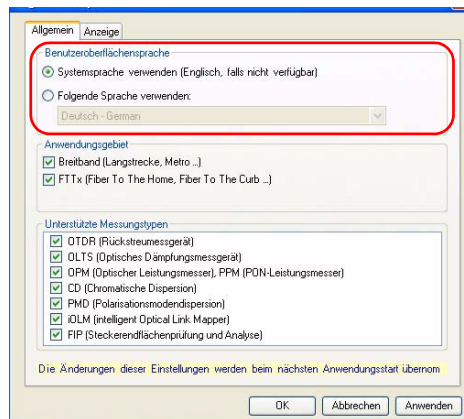 Allgemein Anzeige
Benutzeroberflächensprache
Systemsprache verwenden (Englisch, falls nicht verfügbar)
Folgende Sprache verwenden:
Deutsch - German
Anwendungsgebiet
Breitband (Langstrecke, Metro ...)
FTTx (Fiber To The Home, Fiber To The Curb ...)
Unterstützte Messungstypen
OTDR (Rückstreumessgerät)
OLTS (Optisches Dämpfungsmessgerät)
OPM (Optischer Leistungsmesser), PPM (PON-Leistungsmesser)
CD (Chromatische Dispersion)
PMD (Polarisationsmodendispersion)
iOLM (intelligent Optical Link Mapper)
FIP (Steckerendflächenprüfung und Analyse)
Die Änderungen dieser Einstellungen werden beim nächsten Anwendungsstart übernom
OK Abbrechen Anwenden